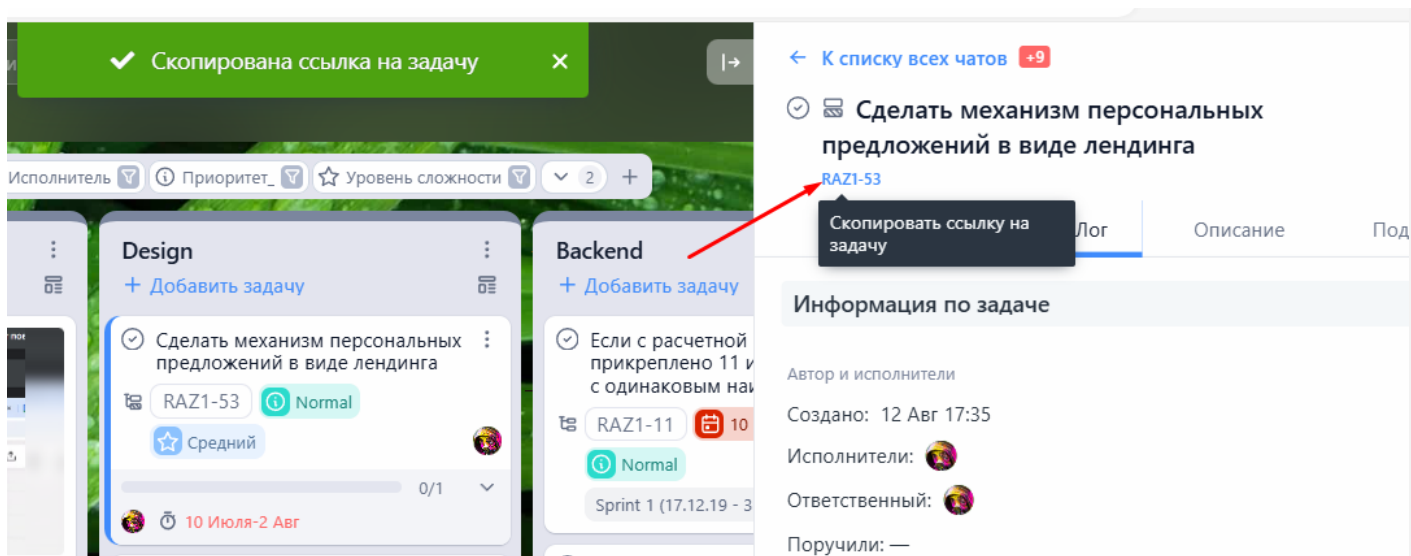 Скопирована ссылка на задачу
К списку всех чатов +9
Сделать механизм персональных
предложений в виде лендинга
RAZ1-53
Скопировать ссылку на
задачу
Лог Описание Под
Информация по задаче
Автор и исполнители
Создано: 12 Авг 17:35
Исполнители:
Ответственный:
Поручили: —
Исполнитель Приоритет_ Уровень сложности 2 +
Design
+ Добавить задачу
Сделать механизм персональных
предложений в виде лендинга
RAZ1-53 Normal
Средний
0/1
10 Июля-2 Авг
Backend
+ Добавить задачу
Если с расчетной
прикреплено 11 и
с одинаковым наи
RAZ1-11 10
Normal
Sprint 1 (17.12.19 - 3